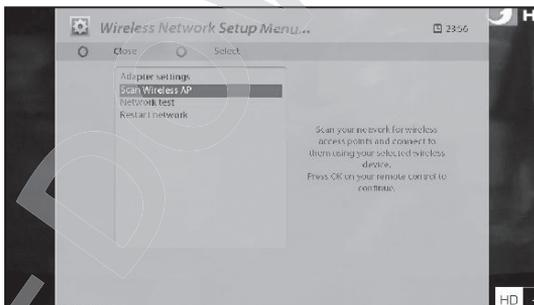 Wireless Network Setup Menu...
23:56
Close Select
Adapter settings
Scan Wireless AP
Network test
Restart network
Scan your network for wireless
access points and connect to
them using your selected wireless
device.
Press OK on your remote control to
continue.
H
HD